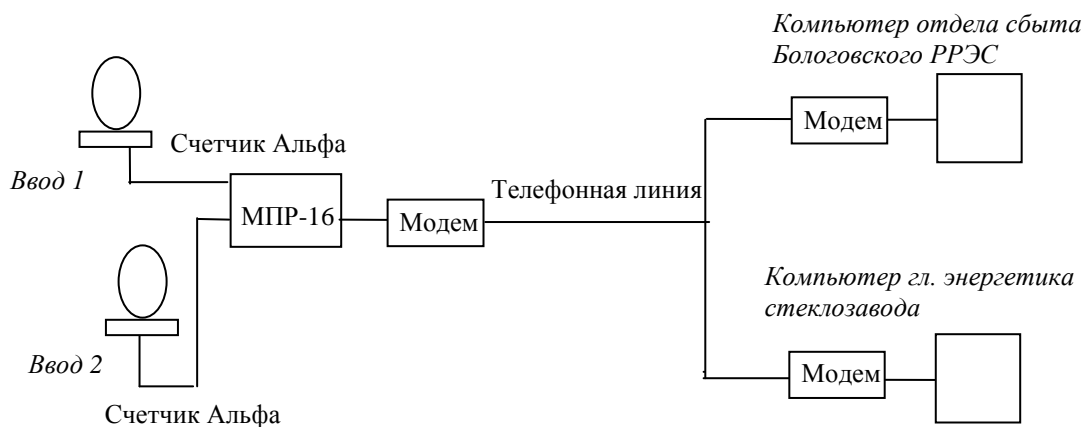 Компьютер отдела сбыта
Бологовского РРЭС
Модем
Счетчик Альфа
Ввод 1
МПР-16
Модем
Телефонная линия
Компьютер гл. энергетика
стеклозавода
Ввод 2
Модем
Счетчик Альфа